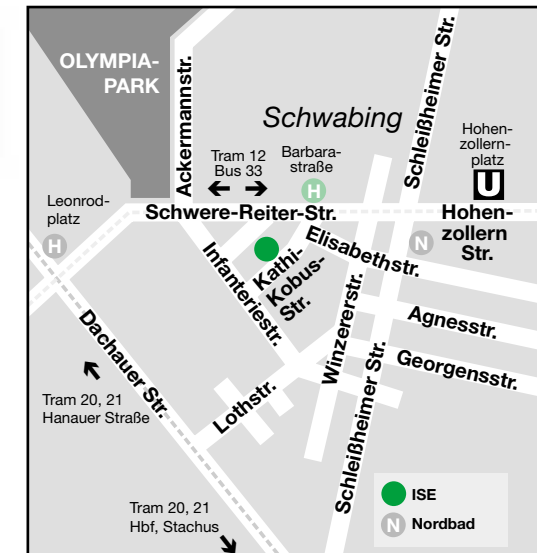 OLYMPIA-
PARK
Ackermannstr.
Schwabing
Schleißheimer Str.
Hohen-
zollern-
platz
U
Tram 12
Bus 33
Barbara-
straße
H
Leonrod-
platz
H
Schwere-Reiter-Str.
Hohen-
zollern
Str.
N
Elisabethstr.
Infanteriestr.
Kathi-
Kobus-
Str.
Winzererstr.
Agnesstr.
Georgensstr.
Dachauer Str.
Tram 20, 21
Hanauer Straße
Lothstr.
Schleißheimer Str.
Tram 20, 21
Hbf, Stachus
ISE
N Nordbad